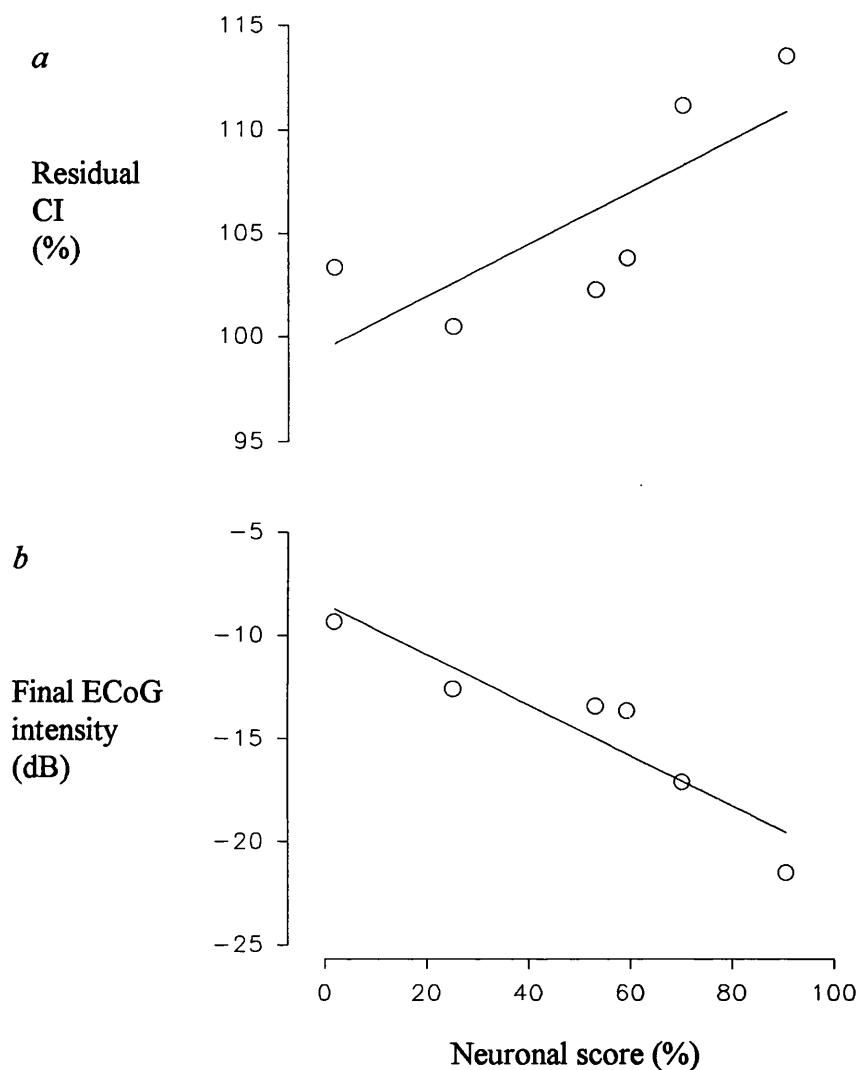 a
Residual
CI
(%)
115
110
105
100
95
b
Final ECoG
intensity
(dB)
-5
-10
-15
-20
-25
0 20 40 60 80 100
Neuronal score (%)